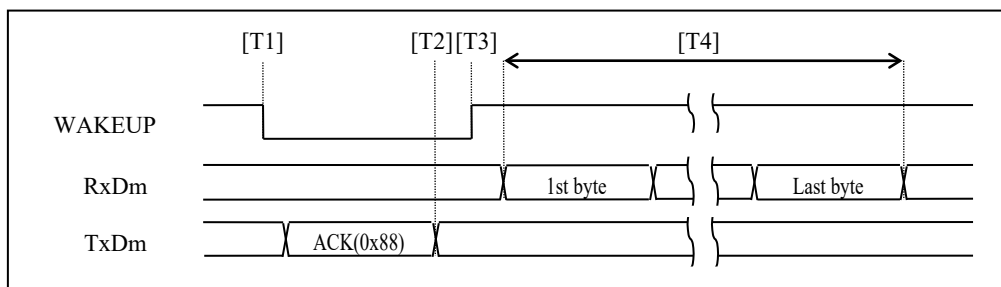 [T1] [T2] [T3] [T4]
WAKEUP
RxDm 1st byte Last byte
TxDm ACK(0x88)